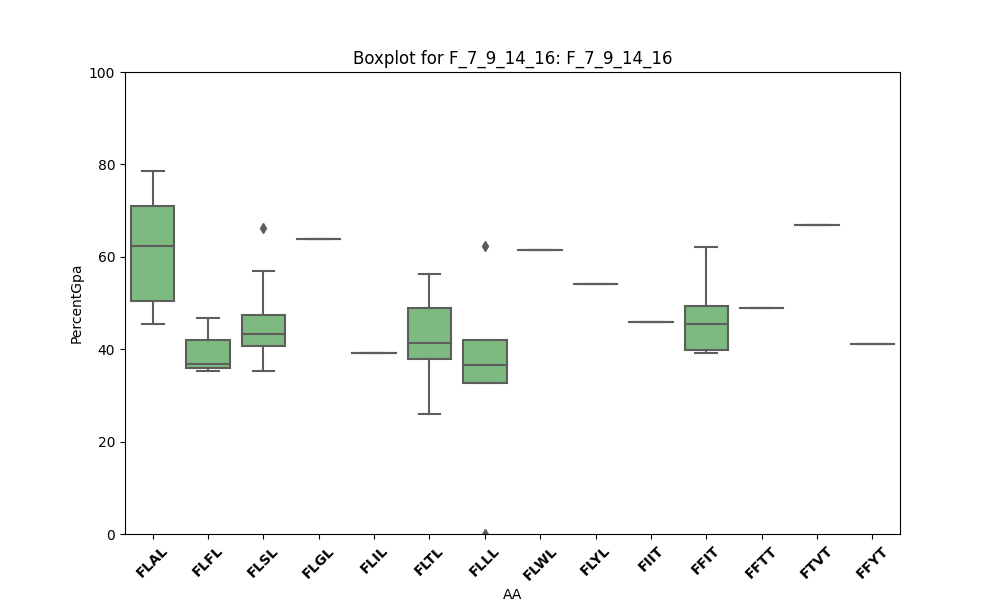 Boxplot for F_7_9_14_16: F_7_9_14_16
PercentGpa
100
80
60
40
20
0
FLAL
FLFL
FLSL
FLGL
FLIL
FLTL
FLLL
FLWL
FLYL
FIIT
FFIT
FFTT
FTVT
FFYT
AA